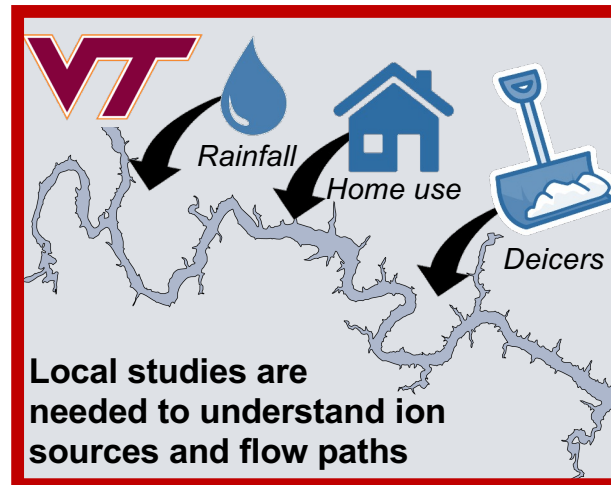 VT
Rainfall
Home use
Deicers
Local studies are
needed to understand ion
sources and flow paths